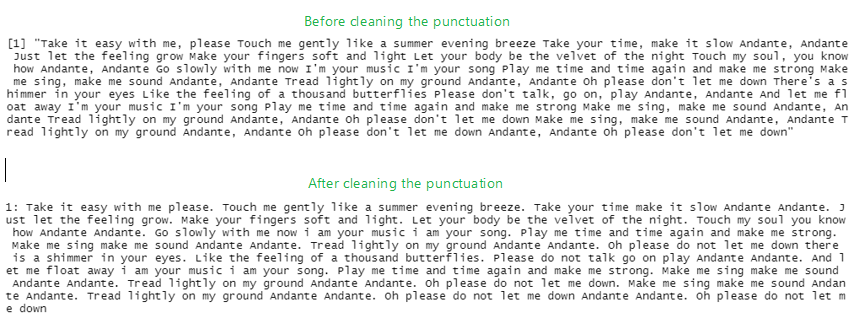 Before cleaning the punctuation
[1] "Take it easy with me, please Touch me gently like a summer evening breeze Take your time, make it slow Andante, Andante
Just let the feeling grow Make your fingers soft and light Let your body be the velvet of the night Touch my soul, you know
how Andante, Andante Go slowly with me now I'm your music I'm your song Play me time and time again and make me strong Make
me sing, make me sound Andante, Andante Tread lightly on my ground Andante, Andante Oh please don't let me down There's a s
himmer in your eyes Like the feeling of a thousand butterflies Please don't talk, go on, play Andante, Andante And let me fl
oat away I'm your music I'm your song Play me time and time again and make me strong Make me sing, make me sound Andante, An
dante Tread lightly on my ground Andante, Andante Oh please don't let me down Make me sing, make me sound Andante, Andante T
read lightly on my ground Andante, Andante Oh please don't let me down Andante, Andante Oh please don't let me down"
After cleaning the punctuation
1: Take it easy with me please. Touch me gently like a summer evening breeze. Take your time make it slow Andante Andante. J
ust let the feeling grow. Make your fingers soft and light. Let your body be the velvet of the night. Touch my soul you know
how Andante Andante. Go slowly with me now i am your music i am your song. Play me time and time again and make me strong.
Make me sing make me sound Andante Andante. Tread lightly on my ground Andante Andante. Oh please do not let me down there
is a shimmer in your eyes. Like the feeling of a thousand butterflies. Please do not talk go on play Andante Andante. And l
et me float away i am your music i am your song. Play me time and time again and make me strong. Make me sing make me sound
Andante Andante. Tread lightly on my ground Andante Andante. Oh please do not let me down. Make me sing make me sound Andan
te Andante. Tread lightly on my ground Andante Andante. Oh please do not let me down Andante Andante. Oh please do not let m
e down